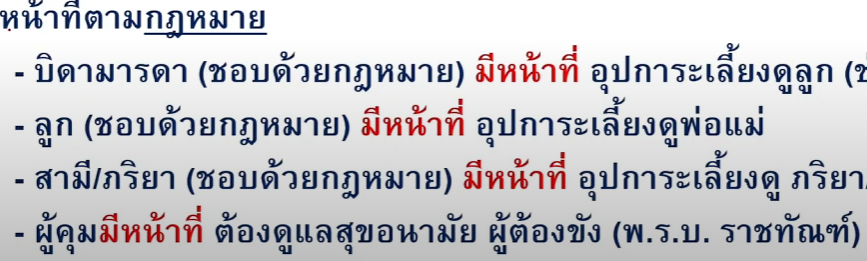 หน้าที่ตามกฎหมาย
- บิดามารดา (ชอบด้วยกฎหมาย) มีหน้าที่ อุปการะเลี้ยงดูลูก (
- ลูก (ชอบด้วยกฎหมาย) มีหน้าที่ อุปการะเลี้ยงดูพ่อแม่
- สามี/ภริยา (ชอบด้วยกฎหมาย) มีหน้าที่ อุปการะเลี้ยงดู ภริยา/
- ผู้คุมมีหน้าที่ ต้องดูแลสุขอนามัย ผู้ต้องขัง (พ.ร.บ. ราชทัณฑ์)